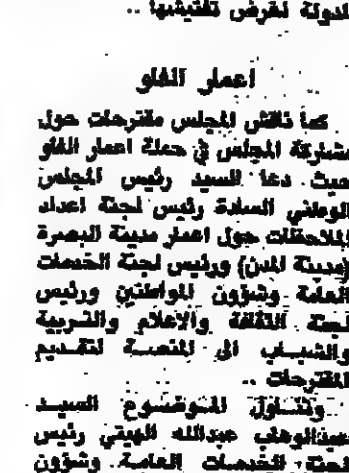 لدولة لغرض تفتيشها ..
اعمار الفاو
كما ناقش المجلس مقترحات حول
مشاركة المجلس في حملة اعمار الفاو
حيث دعا السيد رئيس المجلس
الوطني السادة رئيس لجنة اعداد
الملاحظات حول اعمار مدينة البصرة
(مدينة المدن) ورئيس لجنة الخدمات
العامة وشؤون المواطنين ورئيس
لجنة الثقافة والاعلام والتربية
والشباب الى المنصة لتقديم
المقترحات ..
وتناول الموضوع السيد
عبدالوهاب عبدالله الهيتي رئيس
لجنة الخدمات العامة وشؤون